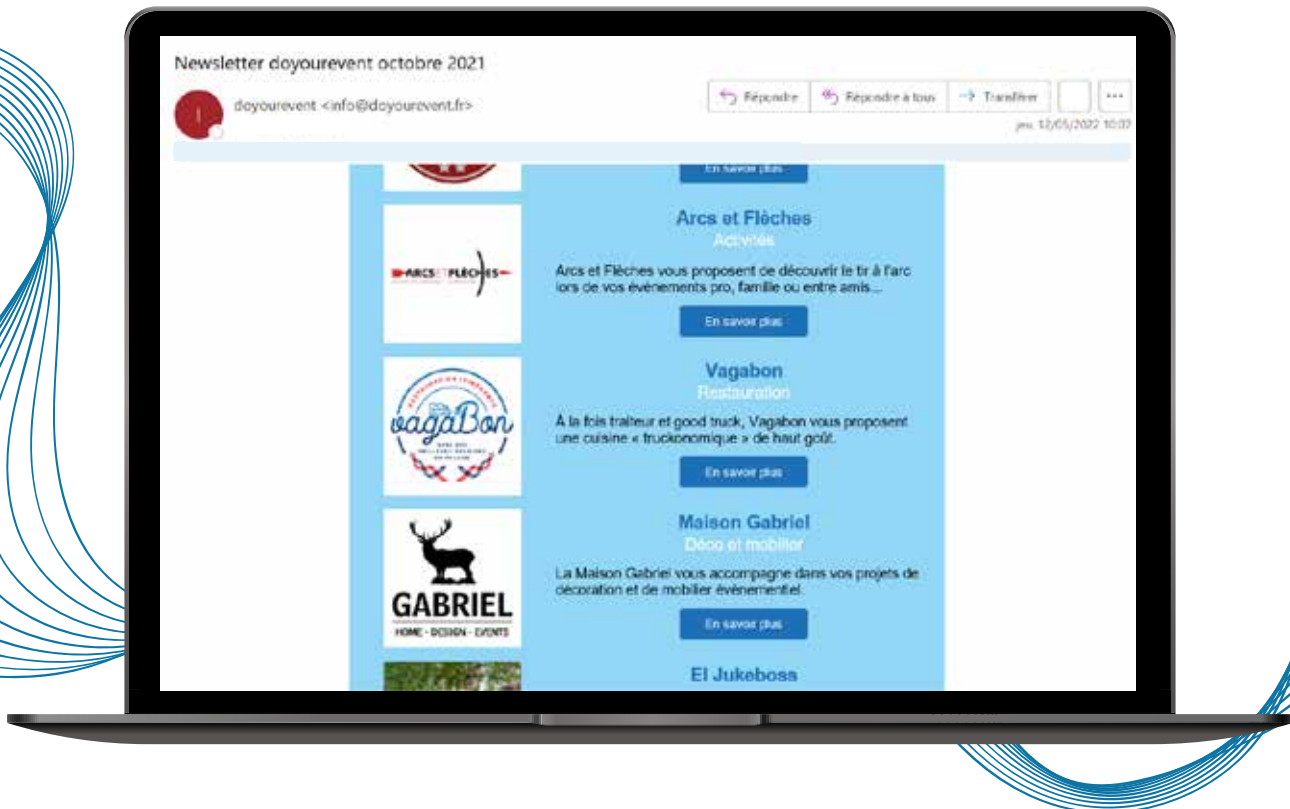 Newsletter doyourevent octobre 2021
I
doyourevent <info@doyourevent.fr>
Répondre
Répondre à tous
Transférer
jeu. 12/05/2022 10:02
En savoir plus
ARCS ET FLÈCHES
Arcs et Flèches
Activités
Arcs et Flèches vous proposent de découvrir le tir à l'arc
lors de vos évènements pro, famille ou entre amis...
En savoir plus
vagaBon
Vagabon
Restauration
À la fois traiteur et good truck, Vagabon vous proposent
une cuisine « truckonomique » de haut goût.
En savoir plus
GABRIEL
HOME - DESIGN - EVENTS
Maison Gabriel
Déco et mobilier
La Maison Gabriel vous accompagne dans vos projets de
décoration et de mobilier évènementiel.
En savoir plus
El Jukeboss